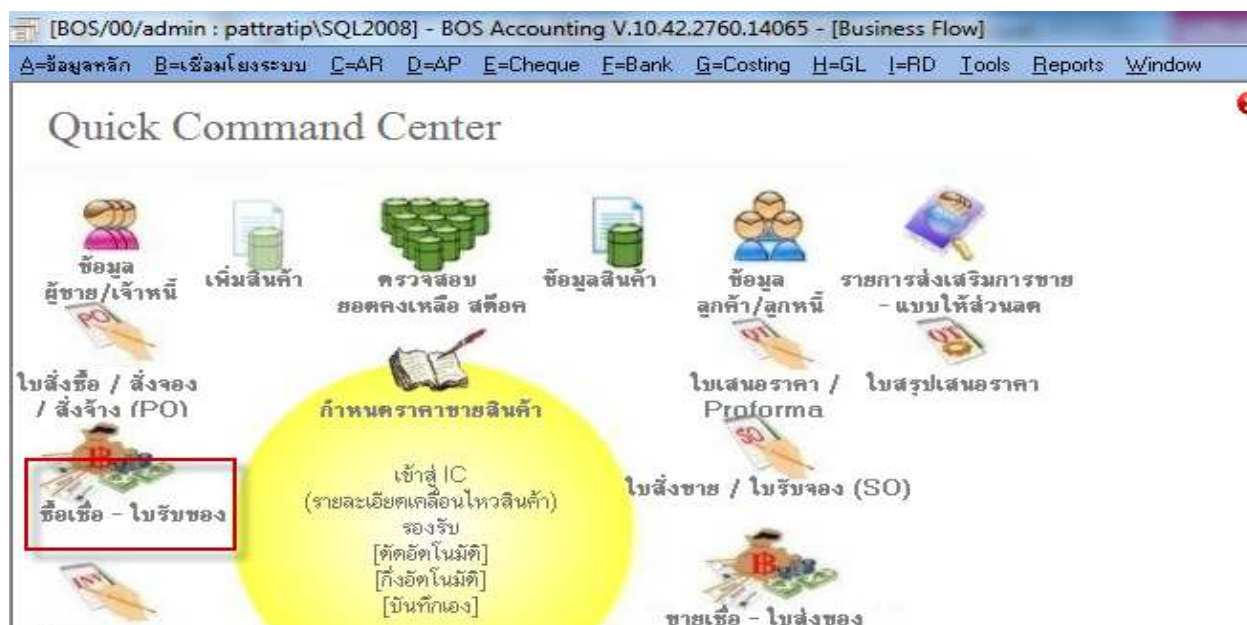 [BOS/00/admin : pattratip\SQL2008] - BOS Accounting V.10.42.2760.14065 - [Business Flow]
A=ข้อมูลหลัก B=เชื่อมโยงระบบ C=AR D=AP E=Cheque F=Bank G=Costing H=GL I=RD Tools Reports Window
Quick Command Center
ข้อมูล
ผู้ขาย/เจ้าหนี้
เพิ่มสินค้า
ตรวจสอบ
ยอดคงเหลือ สต๊อค
ข้อมูลสินค้า
ข้อมูล
ลูกค้า/ลูกหนี้
รายการส่งเสริมการขาย
- แบบให้ส่วนลด
PO
QT
QT
ใบสั่งซื้อ / สั่งจอง
/ สั่งจ้าง (PO)
กำหนดราคาขายสินค้า
ใบเสนอราคา /
Proforma
ใบสรุปเสนอราคา
SO
B
ซื้อเชื่อ - ใบรับของ
เข้าสู่ IC
(รายละเอียดเคลื่อนไหวสินค้า)
รองรับ
[ตัดอัตโนมัติ]
[กึ่งอัตโนมัติ]
[บันทึกเอง]
ใบสั่งขาย / ใบรับจอง (SO)
INV
B
ขายเชื่อ - ใบส่งของ